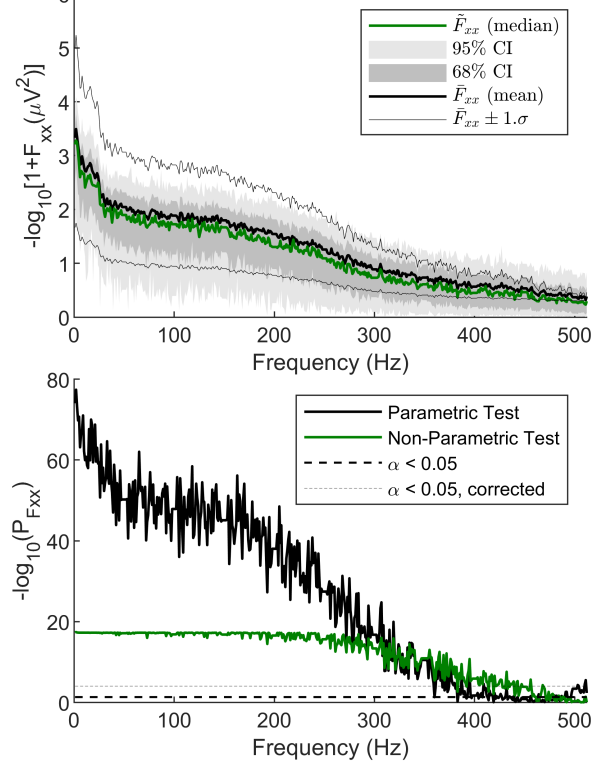 6
5
4
3
2
1
0
-log10[1+Fxx(μV²)]
F̃xx (median)
95% CI
68% CI
F̄xx (mean)
F̄xx ± 1.σ
0 100 200 300 400 500
Frequency (Hz)
80
60
40
20
0
-log10(PFxx)
Parametric Test
Non-Parametric Test
α < 0.05
α < 0.05, corrected
0 100 200 300 400 500
Frequency (Hz)